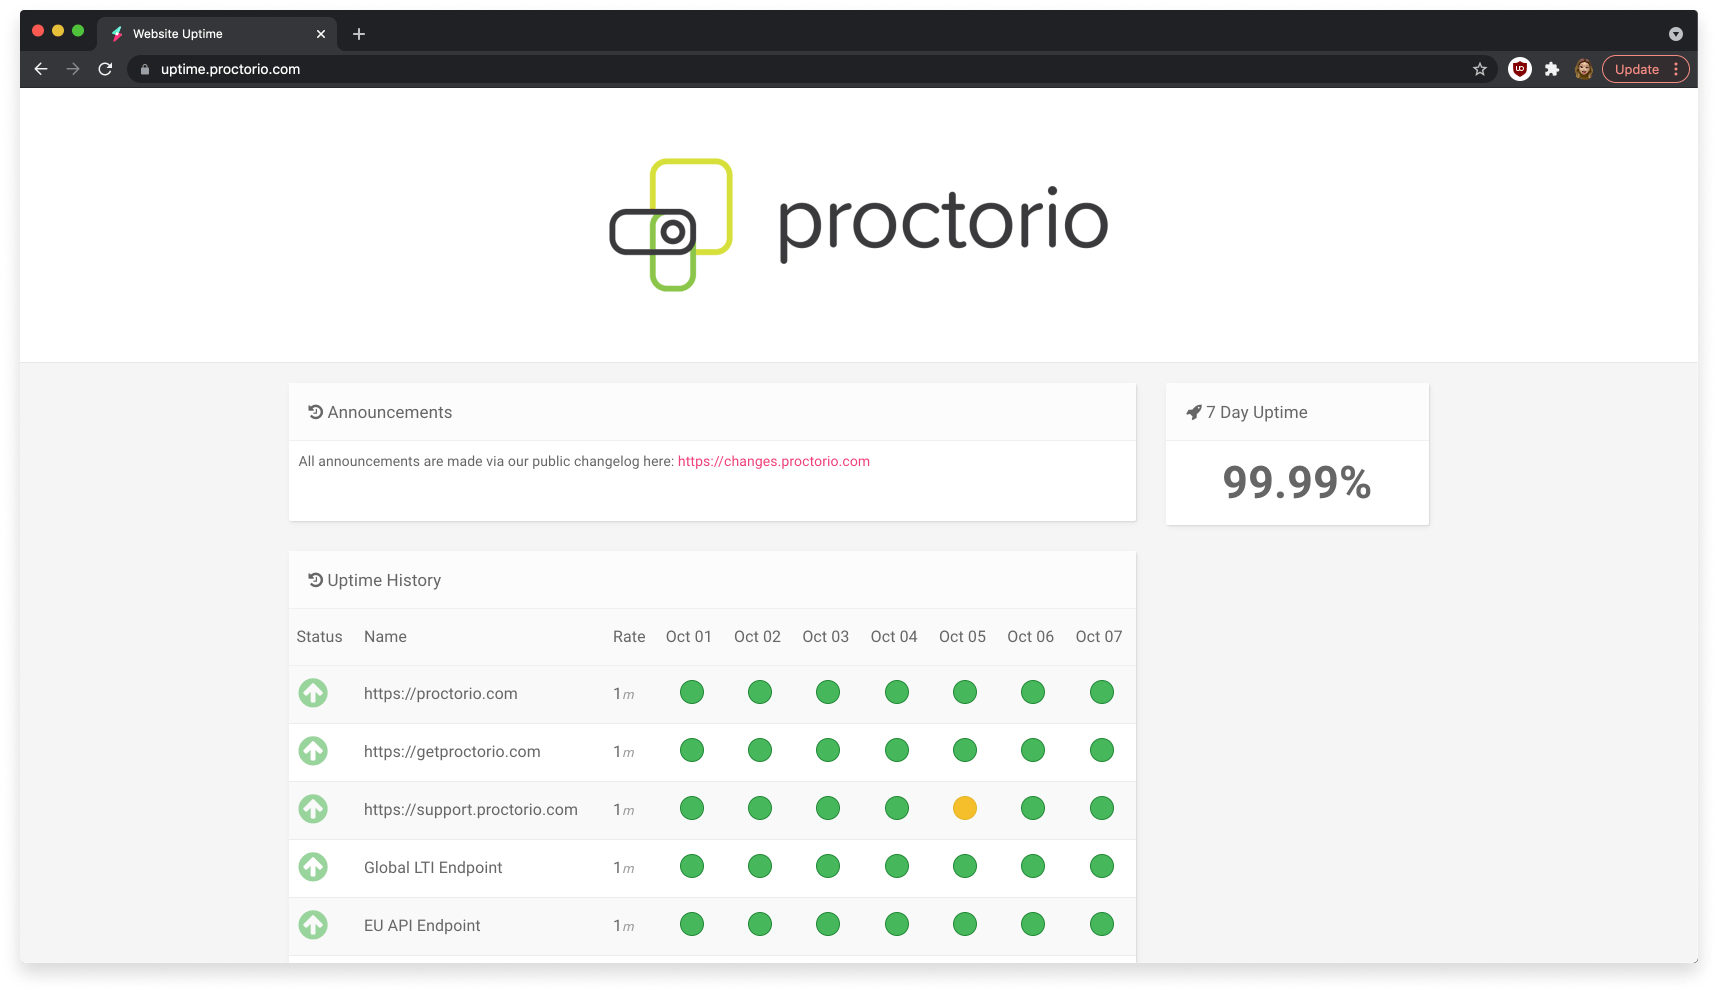 Website Uptime
uptime.proctorio.com
Update
proctorio
Announcements
7 Day Uptime
All announcements are made via our public changelog here: https://changes.proctorio.com
99.99%
Uptime History
Status Name Rate Oct 01 Oct 02 Oct 03 Oct 04 Oct 05 Oct 06 Oct 07
https://proctorio.com 1m
https://getproctorio.com 1m
https://support.proctorio.com 1m
Global LTI Endpoint 1m
EU API Endpoint 1m